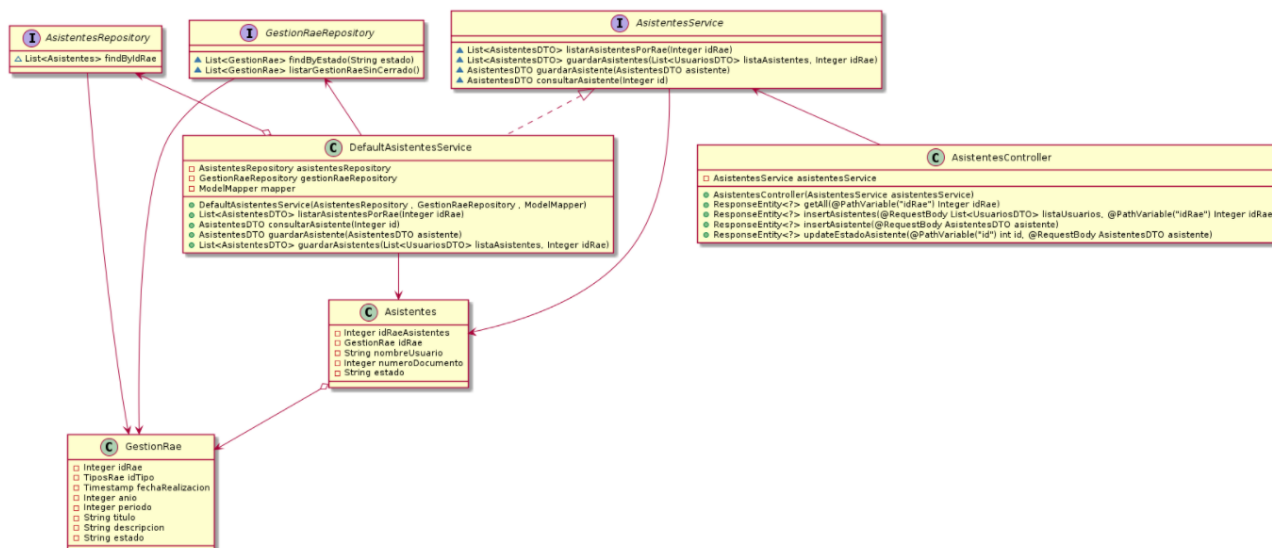 I AsistentesRepository
List<Asistentes> findByIdRae
I GestionRaeRepository
List<GestionRae> findByEstado(String estado)
List<GestionRae> listarGestionRaeSinCerrado()
I AsistentesService
List<AsistentesDTO> listarAsistentesPorRae(Integer idRae)
List<AsistentesDTO> guardarAsistentes(List<UsuariosDTO> listaAsistentes, Integer idRae)
AsistentesDTO guardarAsistente(AsistentesDTO asistente)
AsistentesDTO consultarAsistente(Integer id)
C DefaultAsistentesService
AsistentesRepository asistentesRepository
GestionRaeRepository gestionRaeRepository
ModelMapper mapper
DefaultAsistentesService(AsistentesRepository , GestionRaeRepository , ModelMapper)
List<AsistentesDTO> listarAsistentesPorRae(Integer idRae)
AsistentesDTO consultarAsistente(Integer id)
AsistentesDTO guardarAsistente(AsistentesDTO asistente)
List<AsistentesDTO> guardarAsistentes(List<UsuariosDTO> listaAsistentes, Integer idRae)
C AsistentesController
AsistentesService asistentesService
AsistentesController(AsistentesService asistentesService)
ResponseEntity<?> getAll(@PathVariable("idRae") Integer idRae)
ResponseEntity<?> insertAsistentes(@RequestBody List<UsuariosDTO> listaUsuarios, @PathVariable("idRae") Integer idRae)
ResponseEntity<?> insertAsistente(@RequestBody AsistentesDTO asistente)
ResponseEntity<?> updateEstadoAsistente(@PathVariable("id") int id, @RequestBody AsistentesDTO asistente)
C Asistentes
Integer idRaeAsistentes
GestionRae idRae
String nombreUsuario
Integer numeroDocumento
String estado
C GestionRae
Integer idRae
TiposRae idTipo
Timestamp fechaRealizacion
Integer anio
Integer periodo
String titulo
String descripcion
String estado